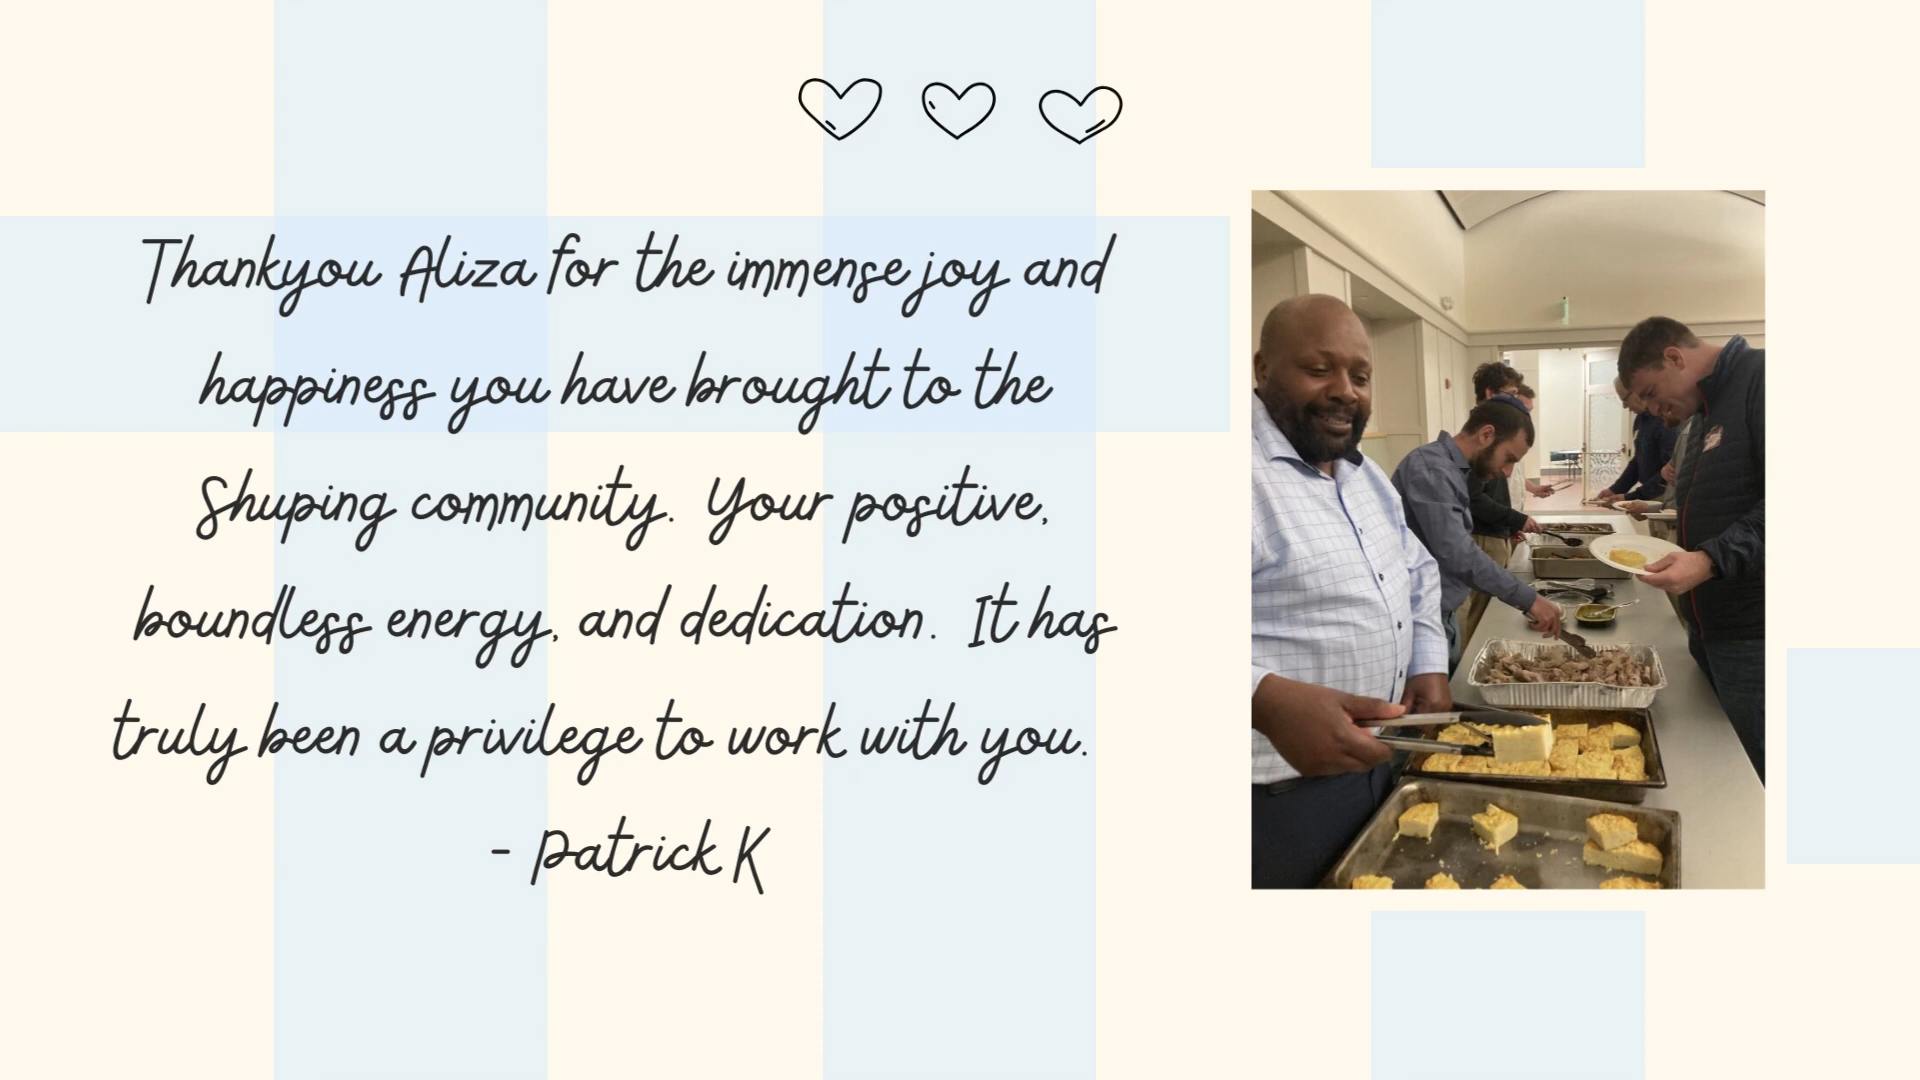 Thankyou Aliza for the immense joy and
happiness you have brought to the
Shuping community. Your positive,
boundless energy, and dedication. It has
truly been a privilege to work with you.
- Patrick K